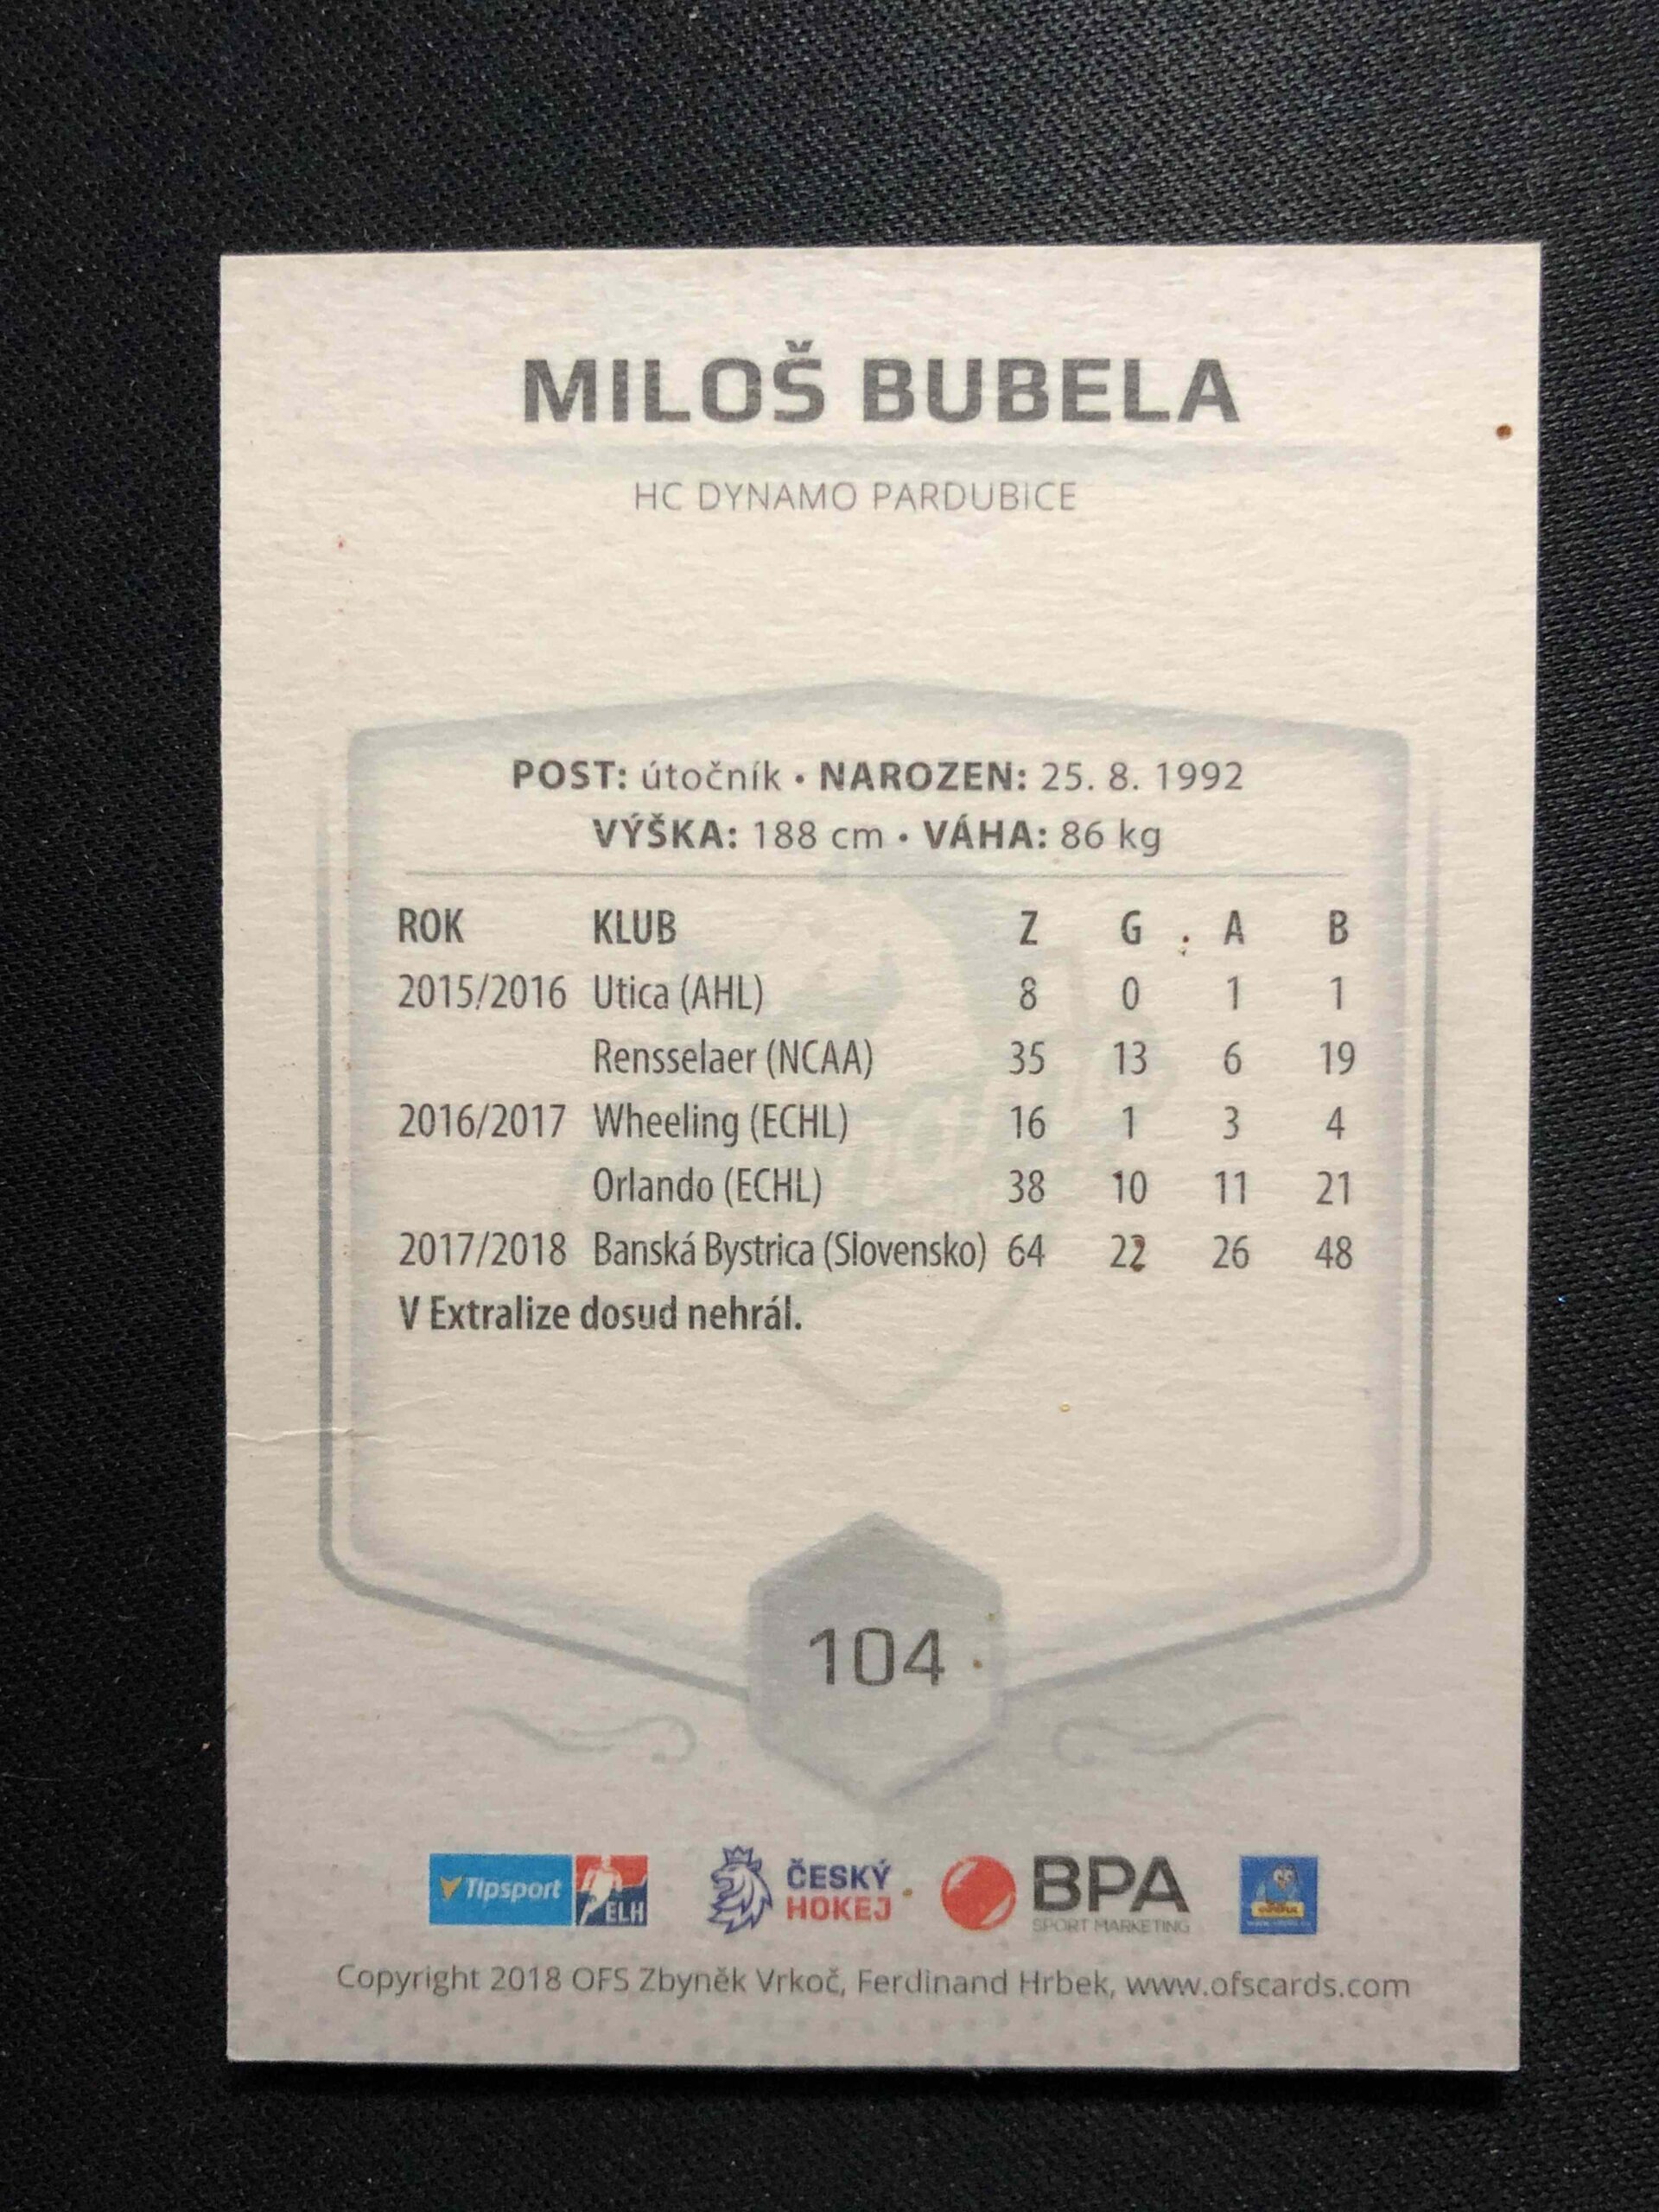 MILOŠ BUBELA
HC DYNAMO PARDUBICE
POST: útočník • NAROZEN: 25. 8. 1992
VÝŠKA: 188 cm • VÁHA: 86 kg
ROK KLUB Z G A B
2015/2016 Utica (AHL) 8 0 1 1
Rensselaer (NCAA) 35 13 6 19
2016/2017 Wheeling (ECHL) 16 1 3 4
Orlando (ECHL) 38 10 11 21
2017/2018 Banská Bystrica (Slovensko) 64 22 26 48
V Extralize dosud nehrál.
104
Tipsport ELH
ČESKÝ HOKEJ
BPA
SPORT MARKETING
Copyright 2018 OFS Zbyněk Vrkoč, Ferdinand Hrbek, www.ofscards.com